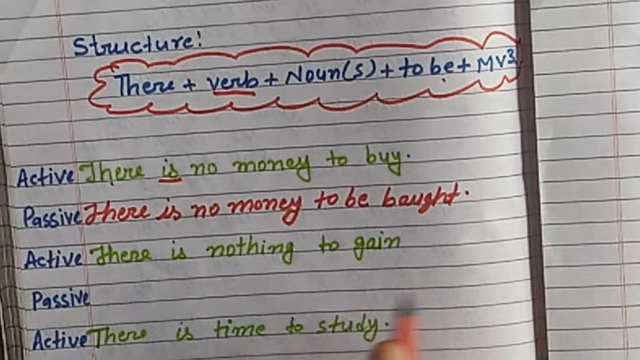 Structure!
There + verb + Noun(s) + to be + MV3
Active There is no money to buy.
Passive There is no money to be baught.
Active There is nothing to gain
Passive
Active There is time to study.